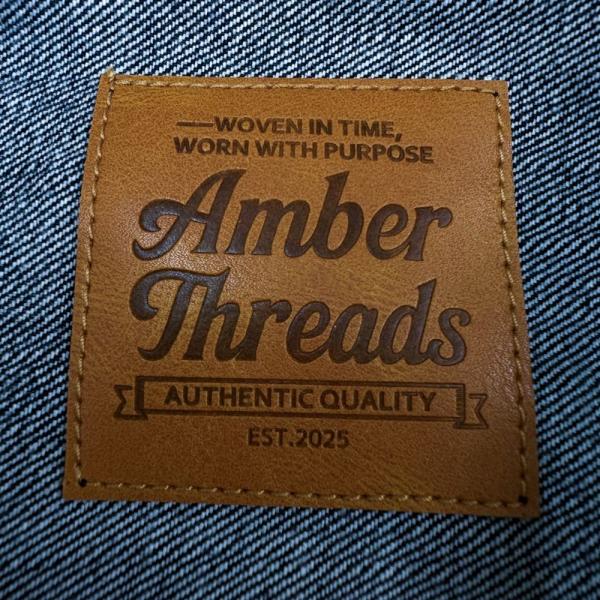 ——WOVEN IN TIME,
WORN WITH PURPOSE
Amber
Threads
AUTHENTIC QUALITY
EST.2025